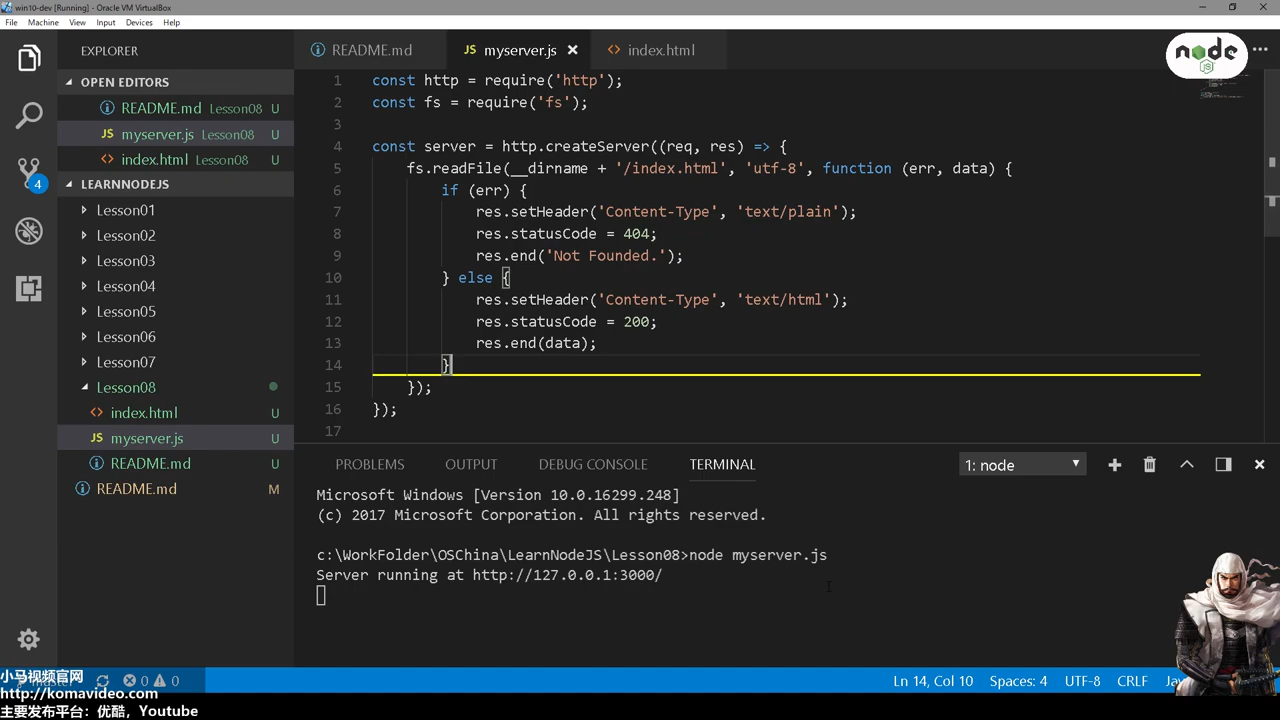 win10-dev [Running] - Oracle VM VirtualBox
File Machine View Input Devices Help
EXPLORER
OPEN EDITORS
README.md Lesson08 U
myserver.js Lesson08 U
index.html Lesson08 U
LEARNNODEJS
Lesson01
Lesson02
Lesson03
Lesson04
Lesson05
Lesson06
Lesson07
Lesson08
index.html U
myserver.js U
README.md U
README.md M
4
README.md myserver.js index.html
node
JS
1 const http = require('http');
2 const fs = require('fs');
3
4 const server = http.createServer((req, res) => {
5 fs.readFile(__dirname + '/index.html', 'utf-8', function (err, data) {
6 if (err) {
7 res.setHeader('Content-Type', 'text/plain');
8 res.statusCode = 404;
9 res.end('Not Founded.');
10 } else {
11 res.setHeader('Content-Type', 'text/html');
12 res.statusCode = 200;
13 res.end(data);
14 }
15 });
16 });
17
PROBLEMS OUTPUT DEBUG CONSOLE TERMINAL 1: node
Microsoft Windows [Version 10.0.16299.248]
(c) 2017 Microsoft Corporation. All rights reserved.
c:\WorkFolder\OSChina\LearnNodeJS\Lesson08>node myserver.js
Server running at http://127.0.0.1:3000/
0 0 Ln 14, Col 10 Spaces: 4 UTF-8 CRLF
小马视频官网
http://komavideo.com
主要发布平台：优酷，Youtube